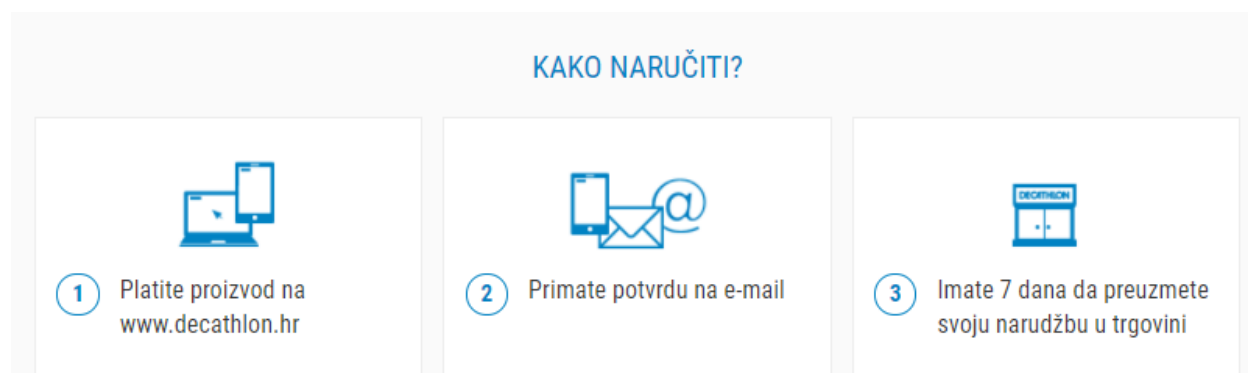 KAKO NARUČITI?
DECATHLON
1 Platite proizvod na
www.decathlon.hr
2 Primate potvrdu na e-mail
3 Imate 7 dana da preuzmete
svoju narudžbu u trgovini